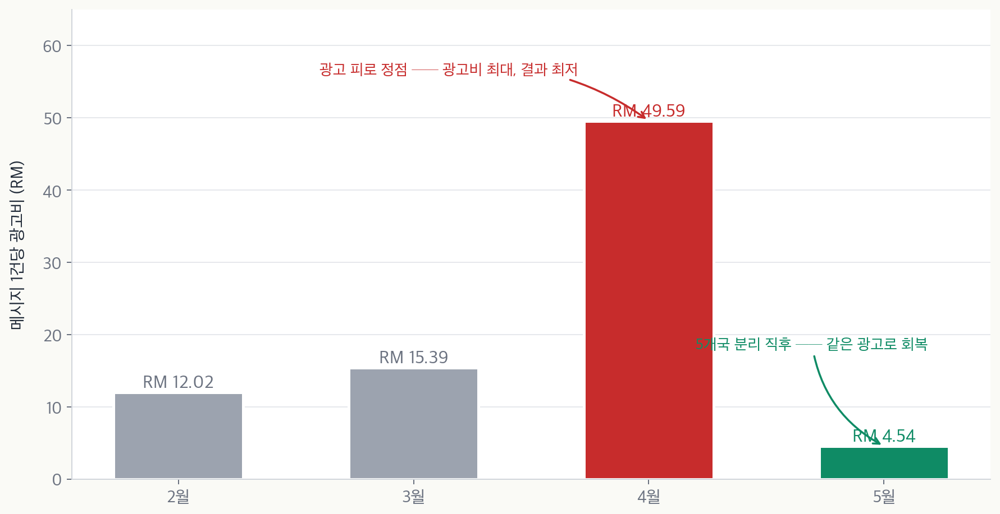 메시지 1건당 광고비 (RM)
60
50
40
30
20
10
0
광고 피로 정점 —— 광고비 최대, 결과 최저
RM 49.59
5개국 분리 직후 —— 같은 광고로 회복
RM 15.39
RM 12.02
RM 4.54
2월
3월
4월
5월